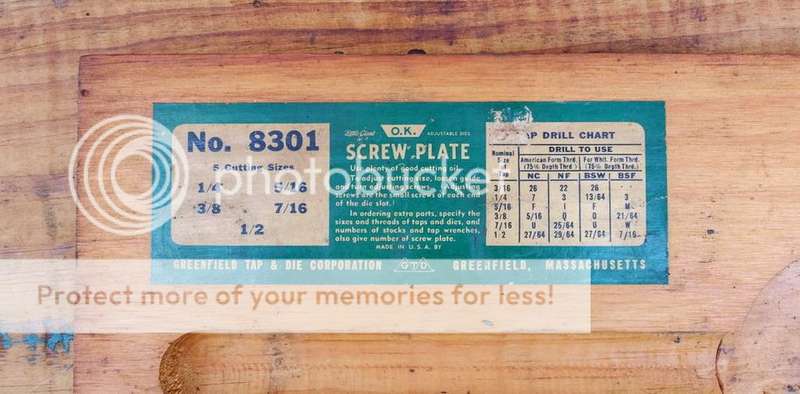 No. 8301
5 Cutting Sizes
1/4 5/16
3/8 7/16
1/2
Little Giant
O.K.
ADJUSTABLE DIES
SCREW PLATE
Use plenty of good cutting oil.
To adjust cutting size, loosen
and turn adjusting screws. (Adjusting
screws are the small screws at each end
of the die slot.)
In ordering extra parts, specify the
sizes and threads of taps and dies, and
numbers of stocks and tap wrenches,
also give number of screw plate.
MADE IN U.S.A. BY
AP DRILL CHART
DRILL TO USE
Nominal Size
American Form Thrd. (75% Depth Thrd.) For Whit. Form Thrd. (75% Depth Thrd.)
NC NF BSW BSF
3/16 26 22 26
1/4 7 3 13/64 3
5/16 F I F M
3/8 5/16 Q O 21/64
7/16 U 25/64 U W
1/2 27/64 29/64 27/64 7/16
GREENFIELD TAP & DIE CORPORATION GTD GREENFIELD, MASSACHUSETTS
photobucket
Protect more of your memories for less!